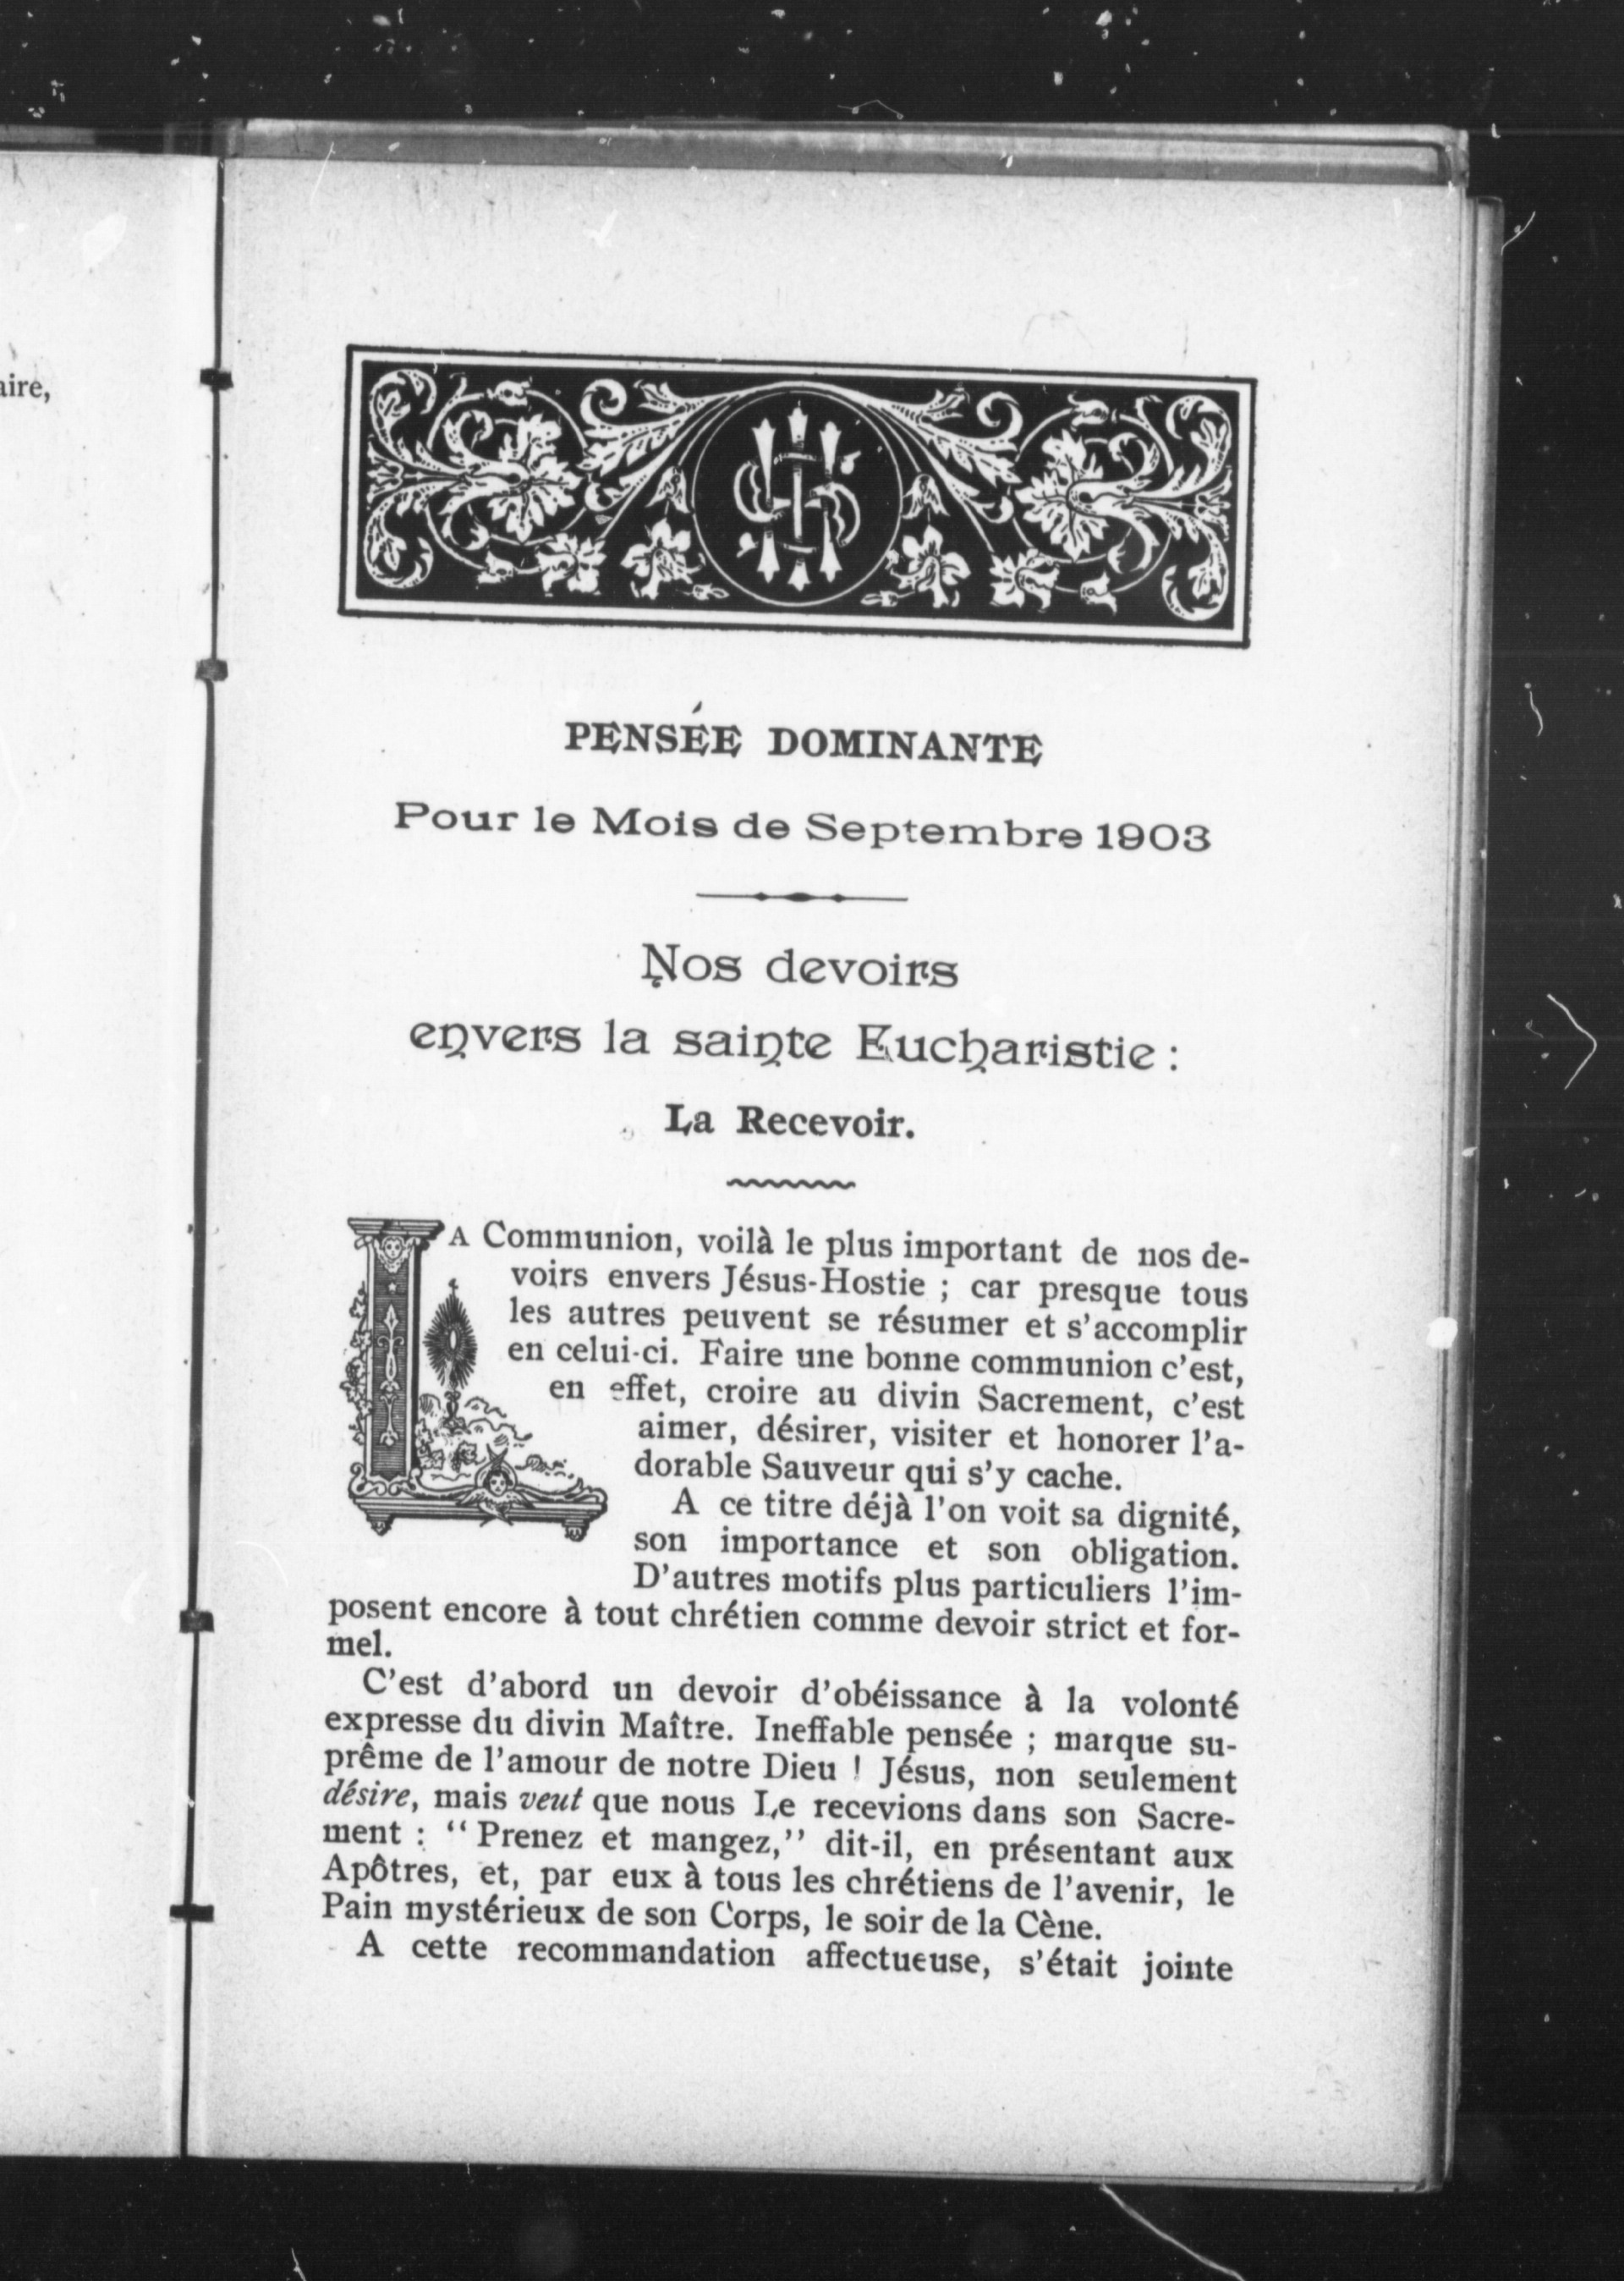 aire,
IHS
PENSÉE DOMINANTE
Pour le Mois de Septembre 1903
Nos devoirs
envers la sainte Eucharistie :
La Recevoir.
LA Communion, voilà le plus important de nos de-
voirs envers Jésus-Hostie ; car presque tous
les autres peuvent se résumer et s'accomplir
en celui-ci. Faire une bonne communion c'est,
en effet, croire au divin Sacrement, c'est
aimer, désirer, visiter et honorer l'a-
dorable Sauveur qui s'y cache.
A ce titre déjà l'on voit sa dignité,
son importance et son obligation.
D'autres motifs plus particuliers l'im-
posent encore à tout chrétien comme devoir strict et for-
mel.
C'est d'abord un devoir d'obéissance à la volonté
expresse du divin Maître. Ineffable pensée ; marque su-
prême de l'amour de notre Dieu ! Jésus, non seulement
désire, mais veut que nous Le recevions dans son Sacre-
ment : “ Prenez et mangez,” dit-il, en présentant aux
Apôtres, et, par eux à tous les chrétiens de l'avenir, le
Pain mystérieux de son Corps, le soir de la Cène.
A cette recommandation affectueuse, s'était jointe